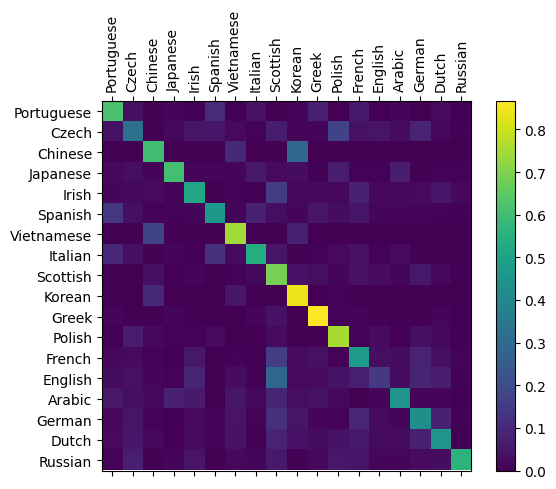 Portuguese
Czech
Chinese
Japanese
Irish
Spanish
Vietnamese
Italian
Scottish
Korean
Greek
Polish
French
English
Arabic
German
Dutch
Russian
Portuguese
Czech
Chinese
Japanese
Irish
Spanish
Vietnamese
Italian
Scottish
Korean
Greek
Polish
French
English
Arabic
German
Dutch
Russian
0.8
0.7
0.6
0.5
0.4
0.3
0.2
0.1
0.0